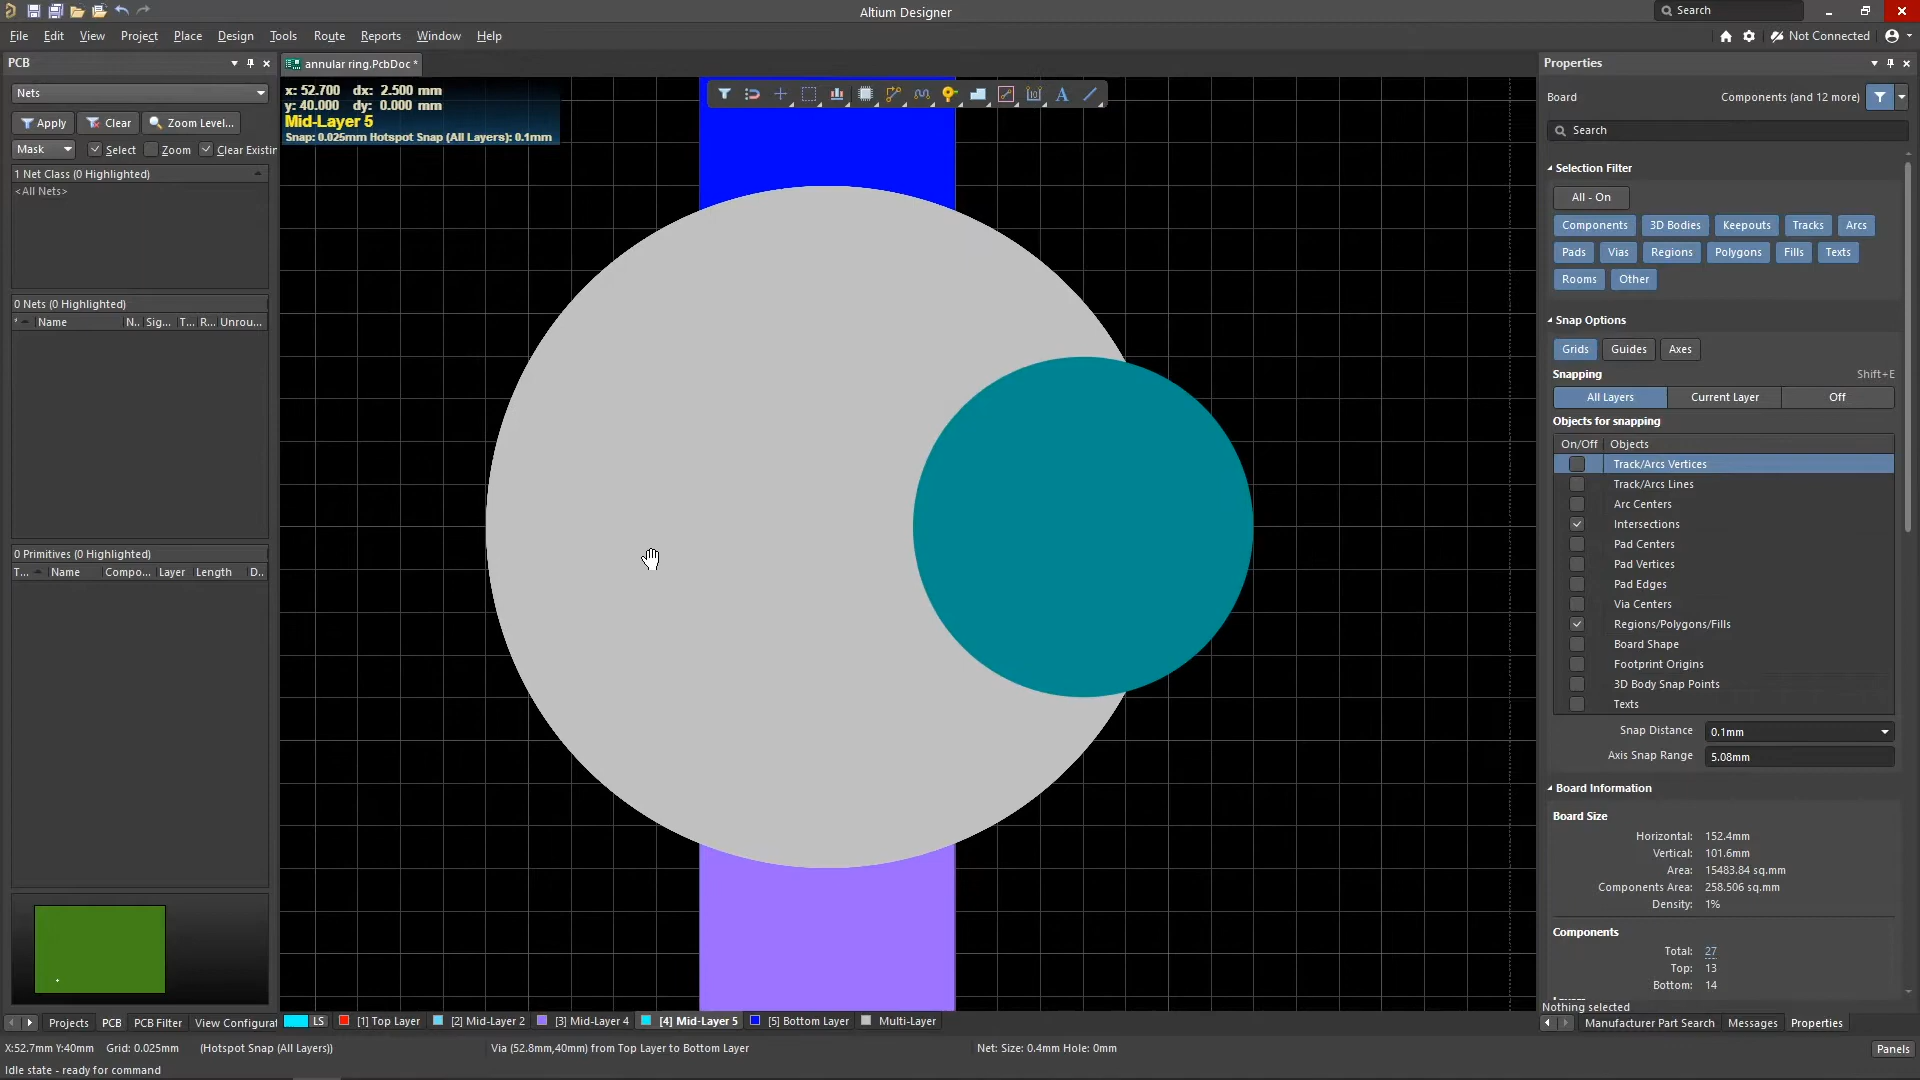 Altium Designer
Search
File Edit View Project Place Design Tools Route Reports Window Help
Not Connected
PCB
annular ring.PcbDoc *
Properties
Nets
Apply Clear Zoom Level...
Mask Select Zoom Clear Existin
1 Net Class (0 Highlighted)
<All Nets>
0 Nets (0 Highlighted)
* Name N.. Sig... T... R... Unrou...
0 Primitives (0 Highlighted)
T... Name Compo... Layer Length D..
x: 52.700 dx: 2.500 mm
y: 40.000 dy: 0.000 mm
Mid-Layer 5
Snap: 0.025mm Hotspot Snap (All Layers): 0.1mm
Board Components (and 12 more)
Search
Selection Filter
All - On
Components 3D Bodies Keepouts Tracks Arcs
Pads Vias Regions Polygons Fills Texts
Rooms Other
Snap Options
Grids Guides Axes
Snapping Shift+E
All Layers Current Layer Off
Objects for snapping
On/Off Objects
Track/Arcs Vertices
Track/Arcs Lines
Arc Centers
Intersections
Pad Centers
Pad Vertices
Pad Edges
Via Centers
Regions/Polygons/Fills
Board Shape
Footprint Origins
3D Body Snap Points
Texts
Snap Distance 0.1mm
Axis Snap Range 5.08mm
Board Information
Board Size
Horizontal: 152.4mm
Vertical: 101.6mm
Area: 15483.84 sq.mm
Components Area: 258.506 sq.mm
Density: 1%
Components
Total: 27
Top: 13
Bottom: 14
Nothing selected
Projects PCB PCB Filter View Configurat
LS [1] Top Layer [2] Mid-Layer 2 [3] Mid-Layer 4 [4] Mid-Layer 5 [5] Bottom Layer Multi-Layer
Manufacturer Part Search Messages Properties
X:52.7mm Y:40mm Grid: 0.025mm (Hotspot Snap (All Layers)) Via (52.8mm,40mm) from Top Layer to Bottom Layer Net: Size: 0.4mm Hole: 0mm
Panels
Idle state - ready for command